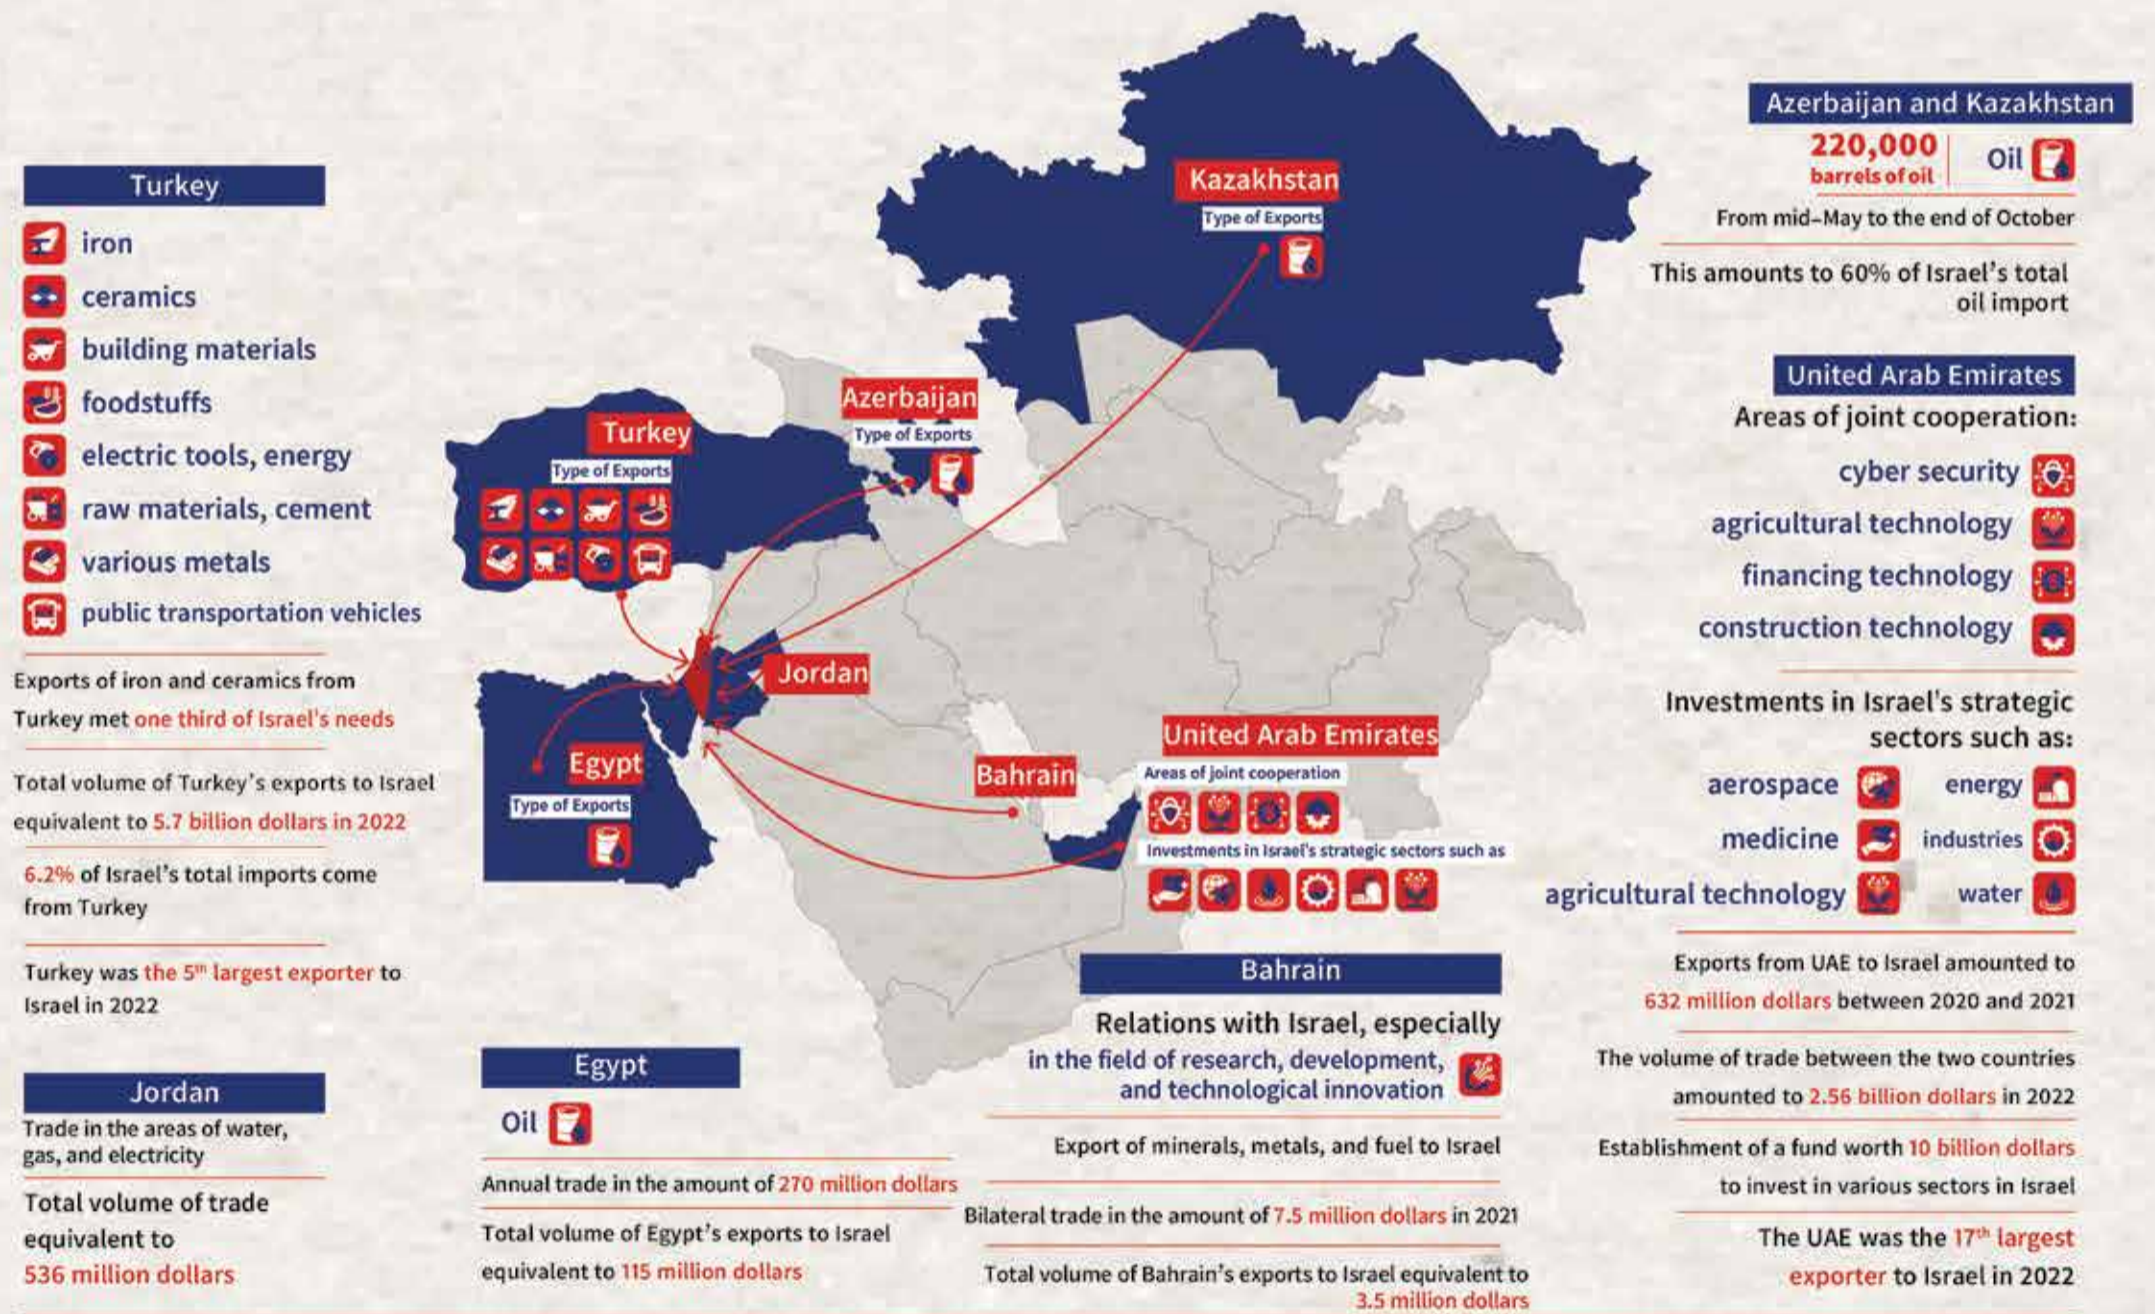 Turkey
iron
ceramics
building materials
foodstuffs
electric tools, energy
raw materials, cement
various metals
public transportation vehicles
Exports of iron and ceramics from
Turkey met one third of Israel's needs
Total volume of Turkey's exports to Israel
equivalent to 5.7 billion dollars in 2022
6.2% of Israel's total imports come
from Turkey
Turkey was the 5th largest exporter to
Israel in 2022
Jordan
Trade in the areas of water,
gas, and electricity
Total volume of trade
equivalent to
536 million dollars
Kazakhstan
Type of Exports
Azerbaijan
Type of Exports
Turkey
Type of Exports
Jordan
Egypt
Type of Exports
Bahrain
United Arab Emirates
Areas of joint cooperation
Investments in Israel's strategic sectors such as
Egypt
Oil
Annual trade in the amount of 270 million dollars
Total volume of Egypt's exports to Israel
equivalent to 115 million dollars
Bahrain
Relations with Israel, especially
in the field of research, development,
and technological innovation
Export of minerals, metals, and fuel to Israel
Bilateral trade in the amount of 7.5 million dollars in 2021
Total volume of Bahrain's exports to Israel equivalent to
3.5 million dollars
Azerbaijan and Kazakhstan
220,000
barrels of oil
Oil
From mid-May to the end of October
This amounts to 60% of Israel's total
oil import
United Arab Emirates
Areas of joint cooperation:
cyber security
agricultural technology
financing technology
construction technology
Investments in Israel's strategic
sectors such as:
aerospace energy
medicine industries
agricultural technology water
Exports from UAE to Israel amounted to
632 million dollars between 2020 and 2021
The volume of trade between the two countries
amounted to 2.56 billion dollars in 2022
Establishment of a fund worth 10 billion dollars
to invest in various sectors in Israel
The UAE was the 17th largest
exporter to Israel in 2022